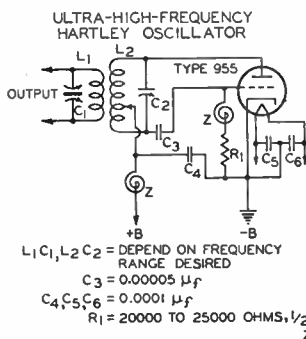 ULTRA-HIGH-FREQUENCY
HARTLEY OSCILLATOR
L1
L2
TYPE 955
OUTPUT
C1
C2
C3
Z
Z
R1
C4
C5
C6
+B
-B
L1C1, L2C2 = DEPEND ON FREQUENCY
RANGE DESIRED
C3 = 0.00005 μf
C4, C5, C6 = 0.0001 μf
R1 = 20000 TO 25000 OHMS, 1/2